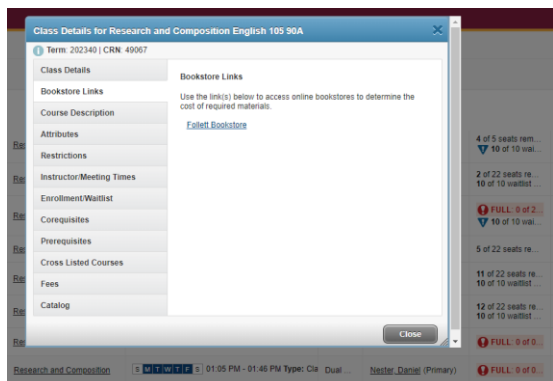 Class Details for Research and Composition English 105 90A
Term: 202340 | CRN: 49067
Class Details
Bookstore Links
Course Description
Attributes
Restrictions
Instructor/Meeting Times
Enrollment/Waitlist
Corequisites
Prerequisites
Cross Listed Courses
Fees
Catalog
Bookstore Links
Use the link(s) below to access online bookstores to determine the
cost of required materials.
Follett Bookstore
Close
4 of 5 seats rem...
10 of 10 wai...
2 of 22 seats re...
10 of 10 waitlist ...
FULL: 0 of 2...
10 of 10 wai...
5 of 22 seats re...
11 of 22 seats re...
10 of 10 waitlist ...
12 of 22 seats re...
10 of 10 waitlist ...
FULL: 0 of 0...
Research and Composition S M T W T F S 01:05 PM - 01:46 PM Type: Cla Dual ... Nester, Daniel (Primary) FULL: 0 of 0...